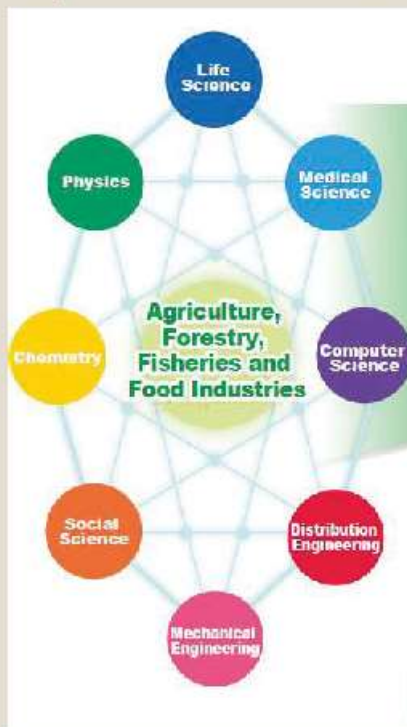 Life
Science
Physics
Medical
Science
Agriculture,
Forestry,
Fisheries and
Food Industries
Chemistry
Computer
Science
Social
Science
Distribution
Engineering
Mechanical
Engineering